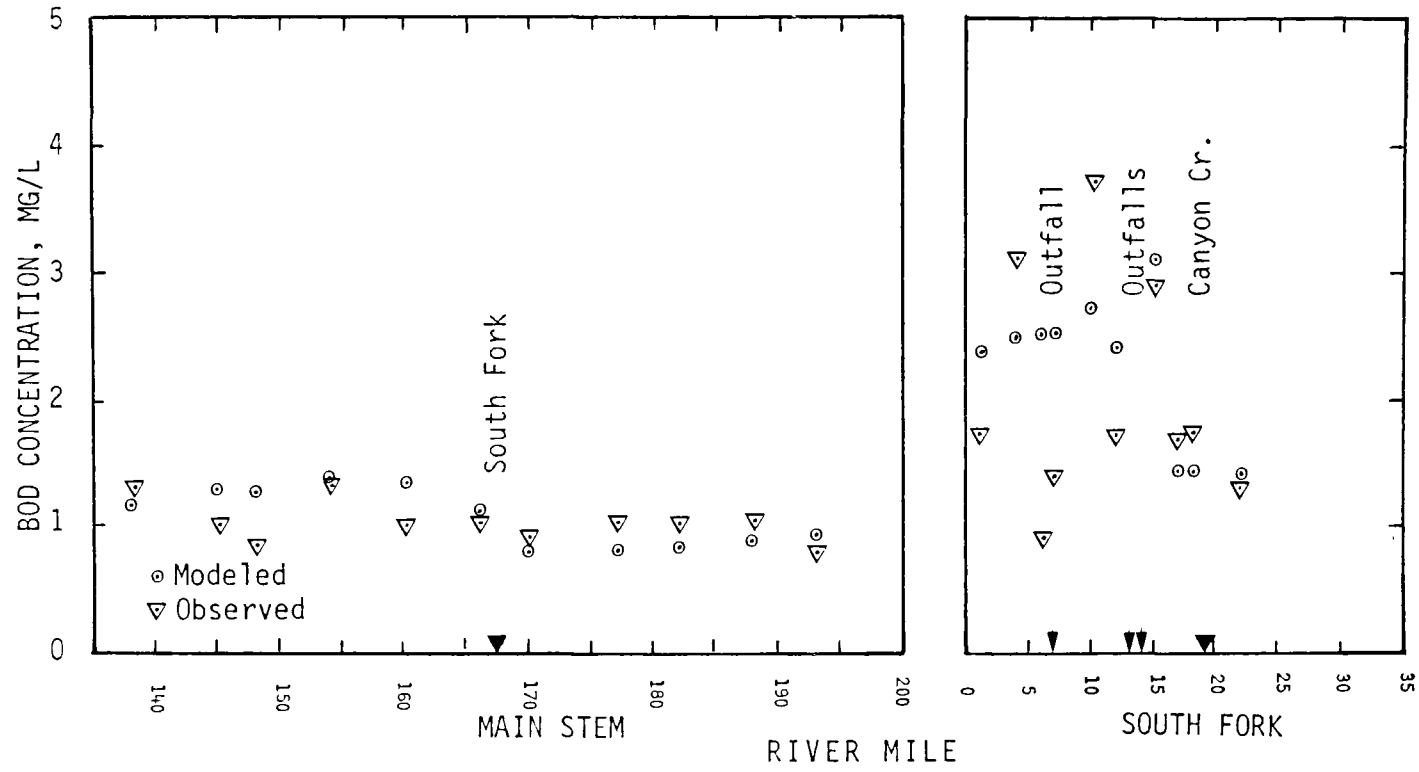 BOD CONCENTRATION, MG/L
5
4
3
2
1
0
South Fork
Modeled
Observed
140 150 160 170 180 190 200
MAIN STEM
Outfall
Outfalls
Canyon Cr.
0 5 10 15 20 25 30 35
SOUTH FORK
RIVER MILE